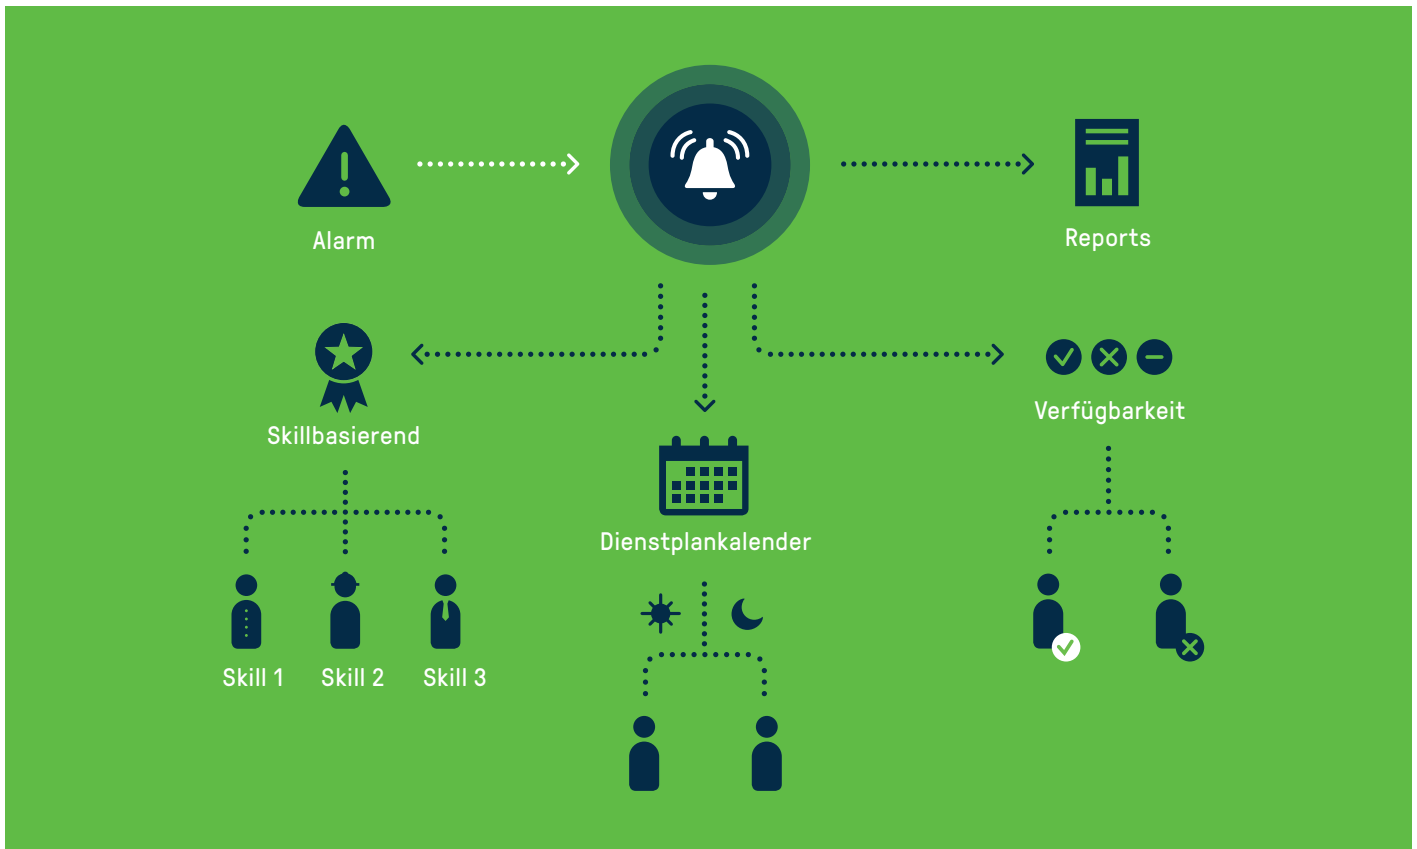 Alarm
Reports
Skillbasierend
Verfügbarkeit
Dienstplankalender
Skill 1
Skill 2
Skill 3